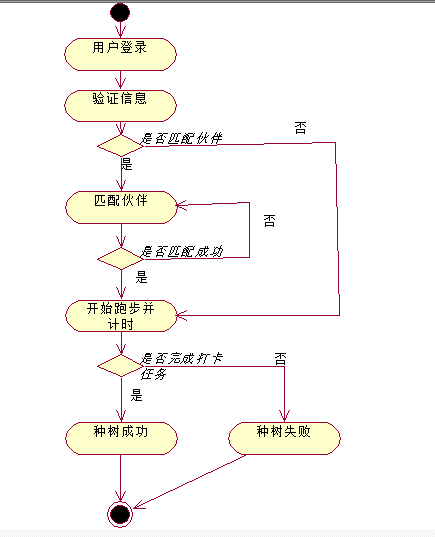 用户登录
验证信息
是否匹配伙伴
否
是
匹配伙伴
否
是否匹配成功
是
开始跑步并
计时
是否完成打卡
任务
否
是
种树成功
种树失败